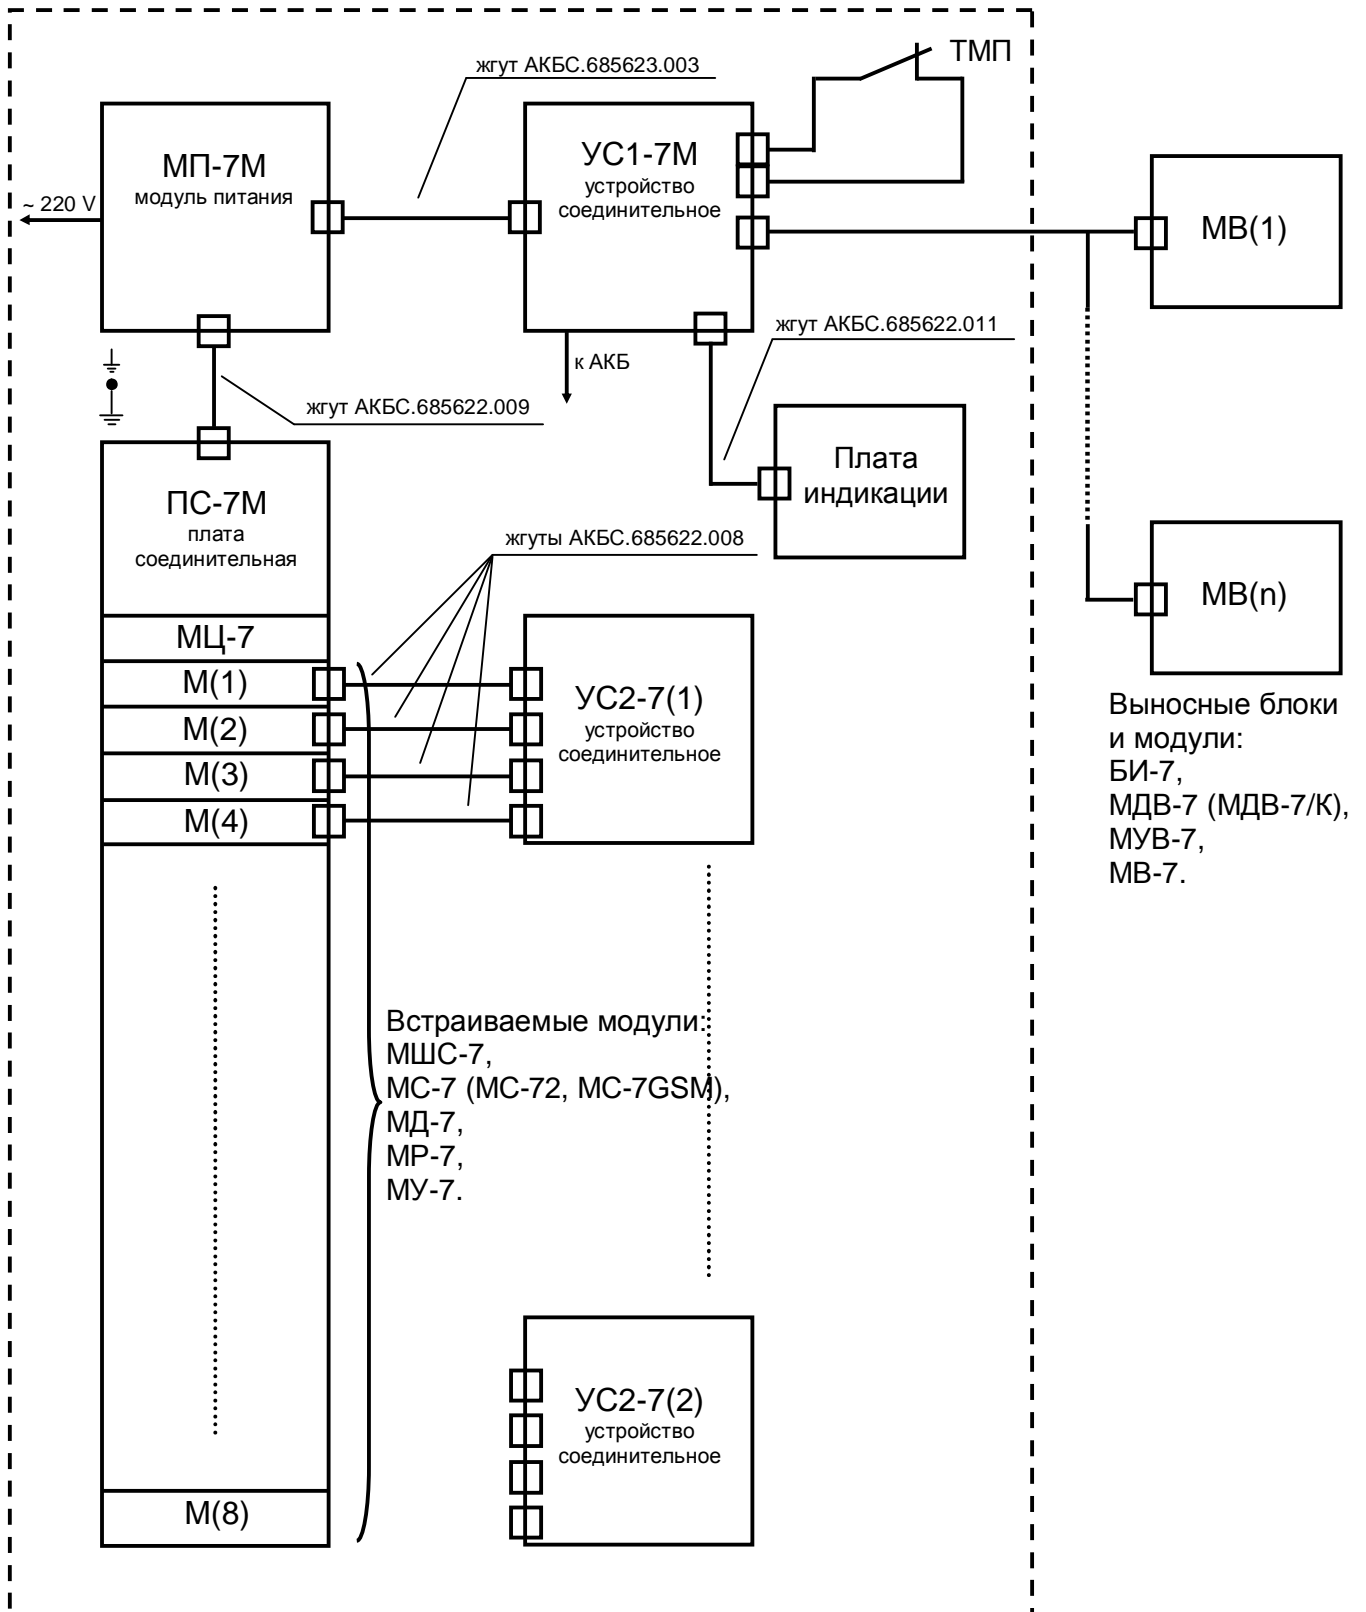 ТМП
жгут АКБС.685623.003
МП-7М
модуль питания
УС1-7М
устройство
соединительное
~ 220 V
МВ(1)
жгут АКБС.685622.011
к АКБ
жгут АКБС.685622.009
Плата
индикации
ПС-7М
плата
соединительная
жгуты АКБС.685622.008
МВ(n)
МЦ-7
М(1)
М(2)
М(3)
М(4)
УС2-7(1)
устройство
соединительное
Выносные блоки
и модули:
БИ-7,
МДВ-7 (МДВ-7/К),
МУВ-7,
МВ-7.
Встраиваемые модули:
МШС-7,
МС-7 (МС-72, МС-7GSM),
МД-7,
МР-7,
МУ-7.
УС2-7(2)
устройство
соединительное
М(8)